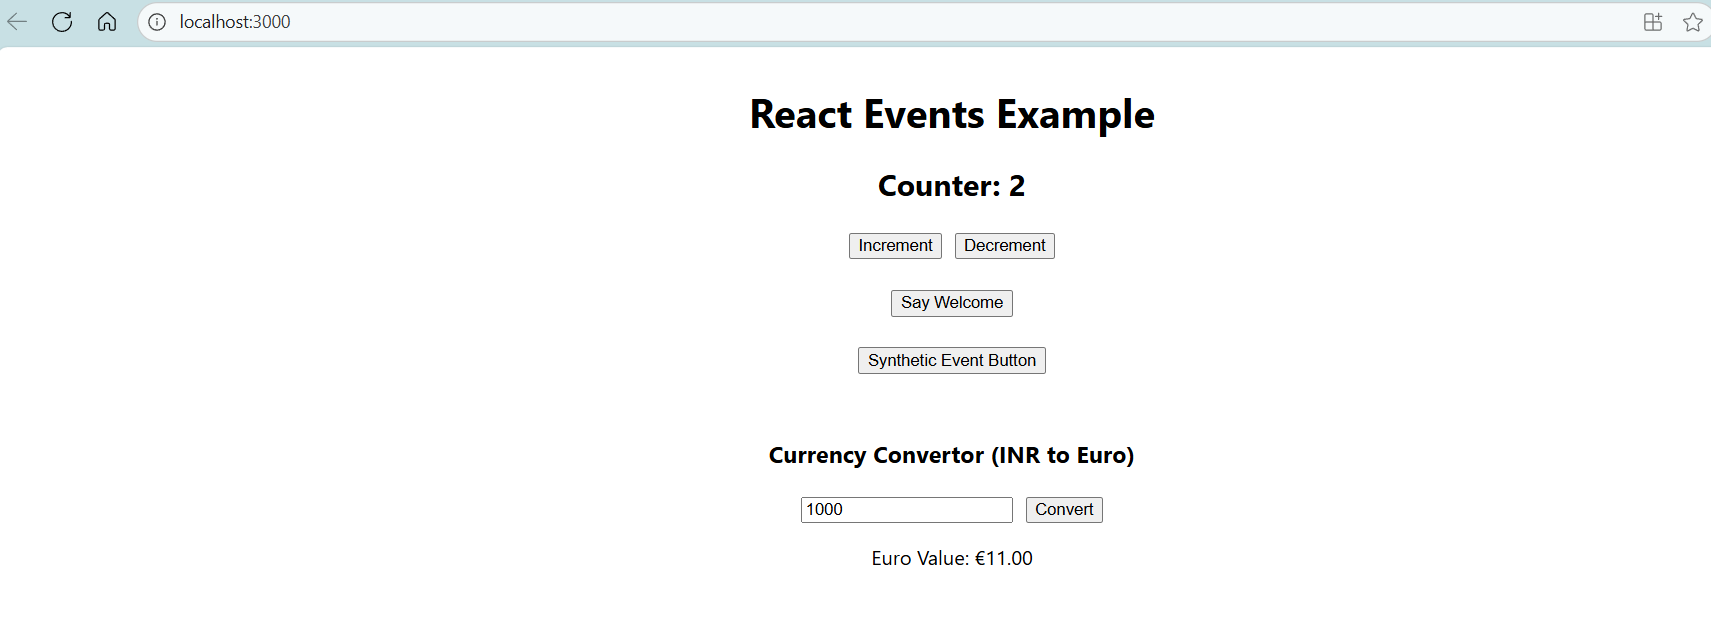 localhost:3000
React Events Example
Counter: 2
Increment Decrement
Say Welcome
Synthetic Event Button
Currency Convertor (INR to Euro)
1000 Convert
Euro Value: €11.00